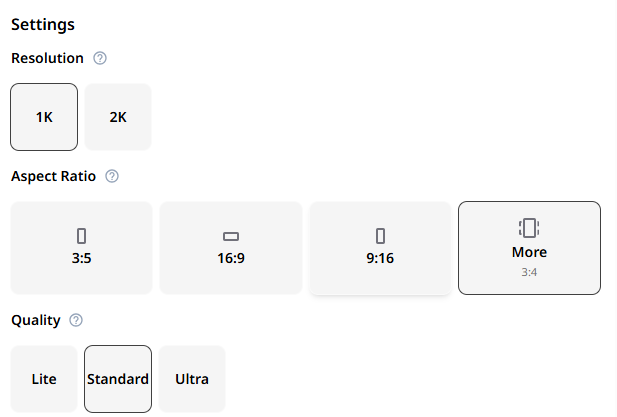 Settings
Resolution
1K 2K
Aspect Ratio
3:5 16:9 9:16 More
3:4
Quality
Lite Standard Ultra